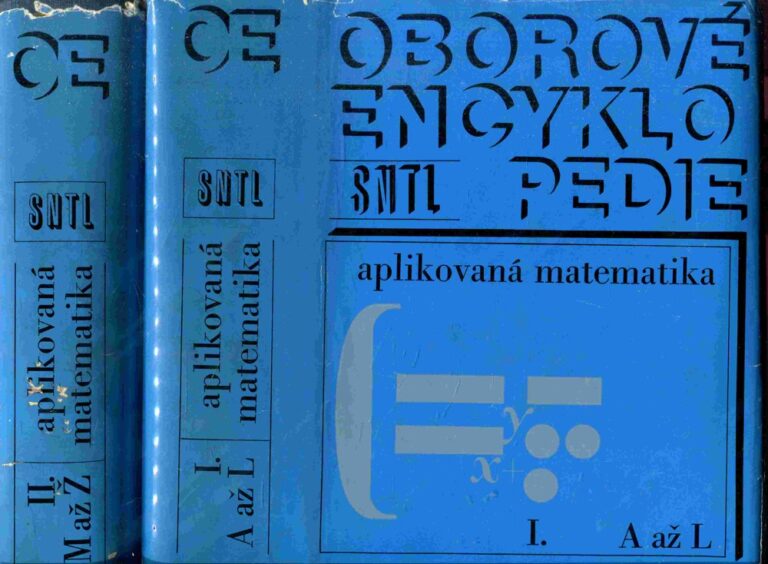 OE
SNTL
aplikovaná
matematika
II.
M až Ž
OE
SNTL
aplikovaná
matematika
I.
A až L
OBOROVÉ
ENCYKLO
SNTL PEDIE
aplikovaná matematika
y
x+
I. A až L